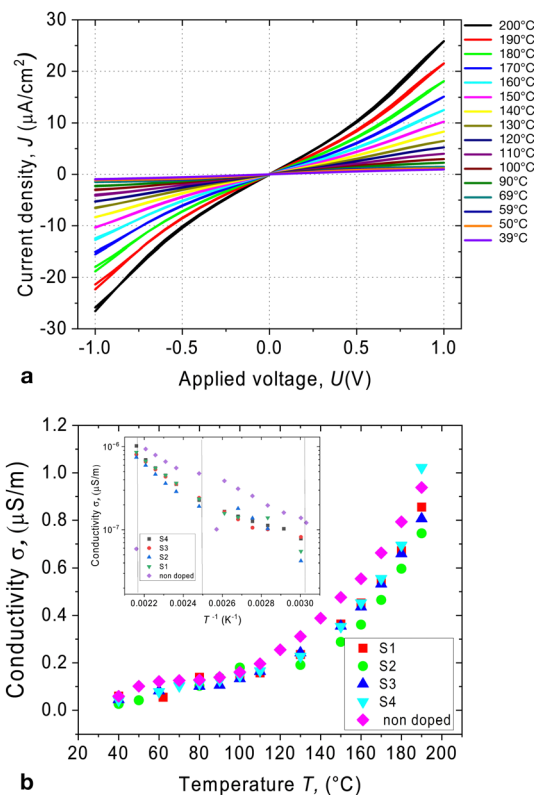 30
20
10
0
-10
-20
-30
Current density, J (μA/cm²)
-1.0 -0.5 0.0 0.5 1.0
Applied voltage, U(V)
200°C
190°C
180°C
170°C
160°C
150°C
140°C
130°C
120°C
110°C
100°C
90°C
69°C
59°C
50°C
39°C
a
1.2
1.0
0.8
0.6
0.4
0.2
0.0
Conductivity σ, (μS/m)
10⁻⁶
10⁻⁷
Conductivity σ, (μS/m)
S4
S3
S2
S1
non doped
0.0022 0.0024 0.0026 0.0028 0.0030
T ⁻¹ (K⁻¹)
S1
S2
S3
S4
non doped
20 40 60 80 100 120 140 160 180 200
Temperature T, (°C)
b